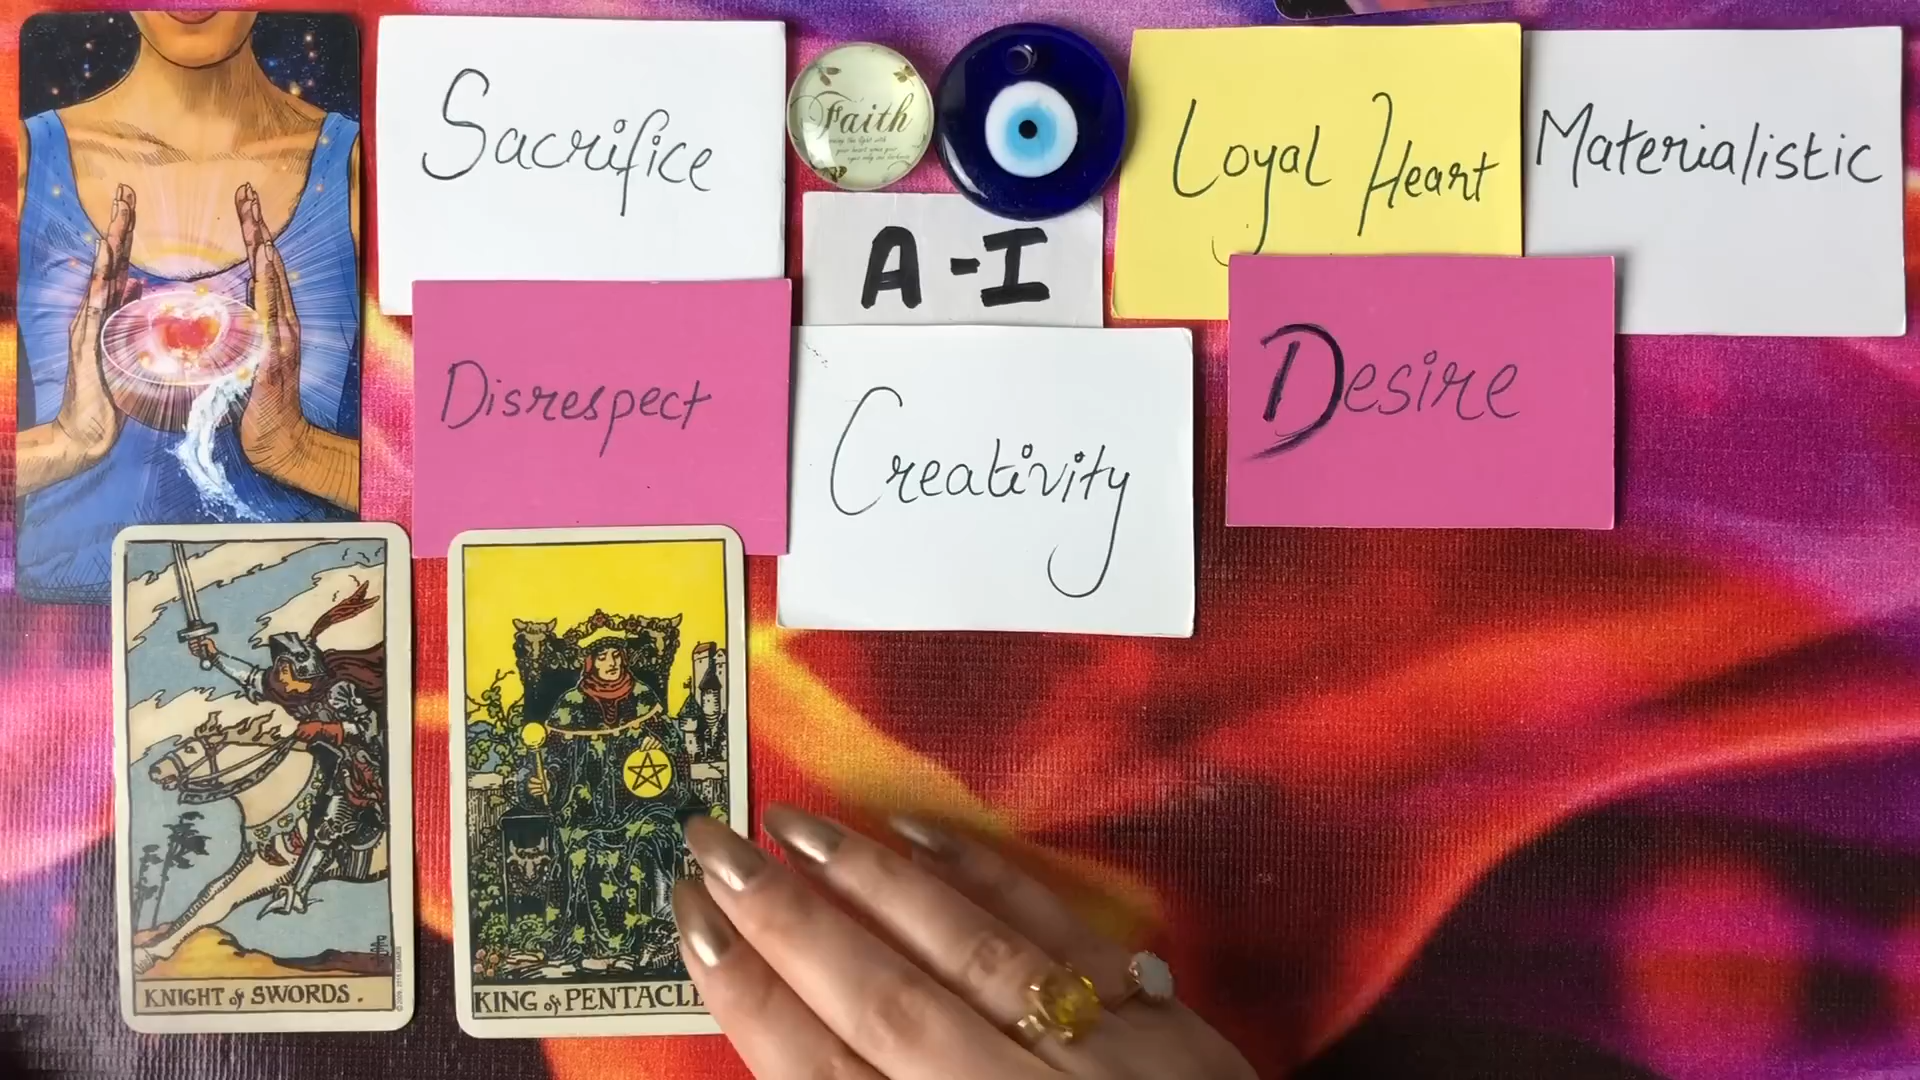 Sacrifice
Faith
Loyal Heart
Materialistic
A-I
Disrespect
Creativity
Desire
KNIGHT of SWORDS.
KING of PENTACLE